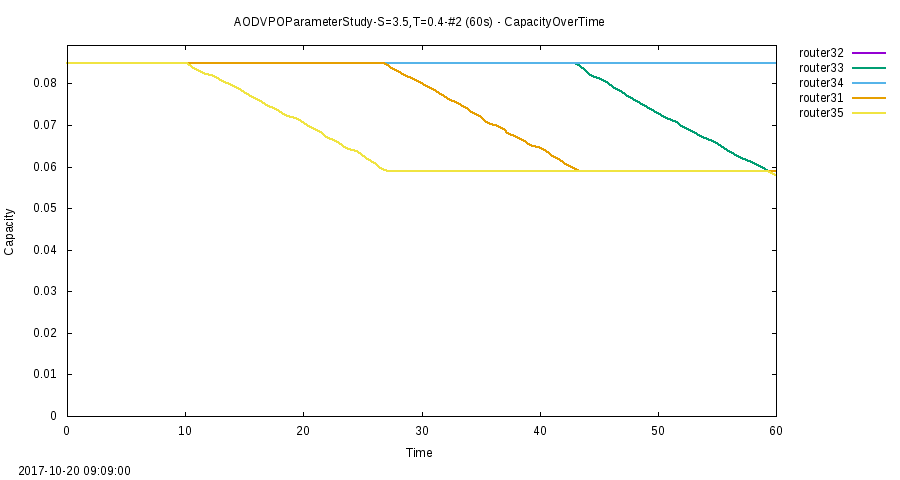 AODVPOParameterStudy-S=3.5,T=0.4-#2 (60s) - CapacityOverTime
router32
router33
router34
router31
router35
0.08
0.07
0.06
0.05
0.04
0.03
0.02
0.01
0
Capacity
0 10 20 30 40 50 60
Time
2017-10-20 09:09:00